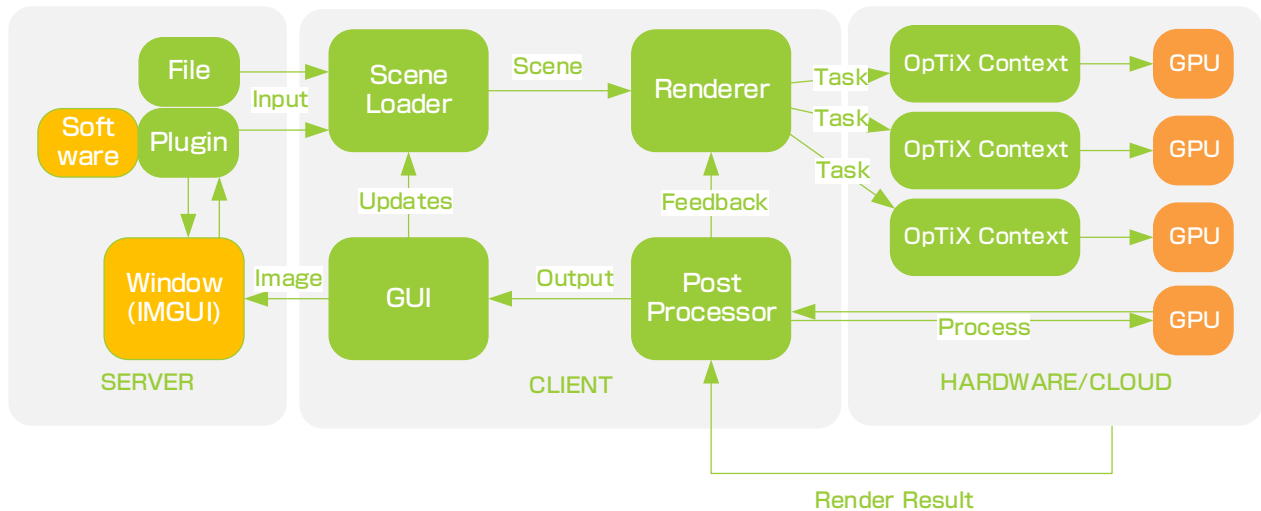 File
Soft
ware
Plugin
Input
Window
(IMGUI)
SERVER
Scene
Loader
Scene
Renderer
Updates
Feedback
Image
GUI
Output
Post
Processor
CLIENT
Task
OpTiX Context
GPU
Task
OpTiX Context
GPU
Task
OpTiX Context
GPU
Process
GPU
HARDWARE/CLOUD
Render Result